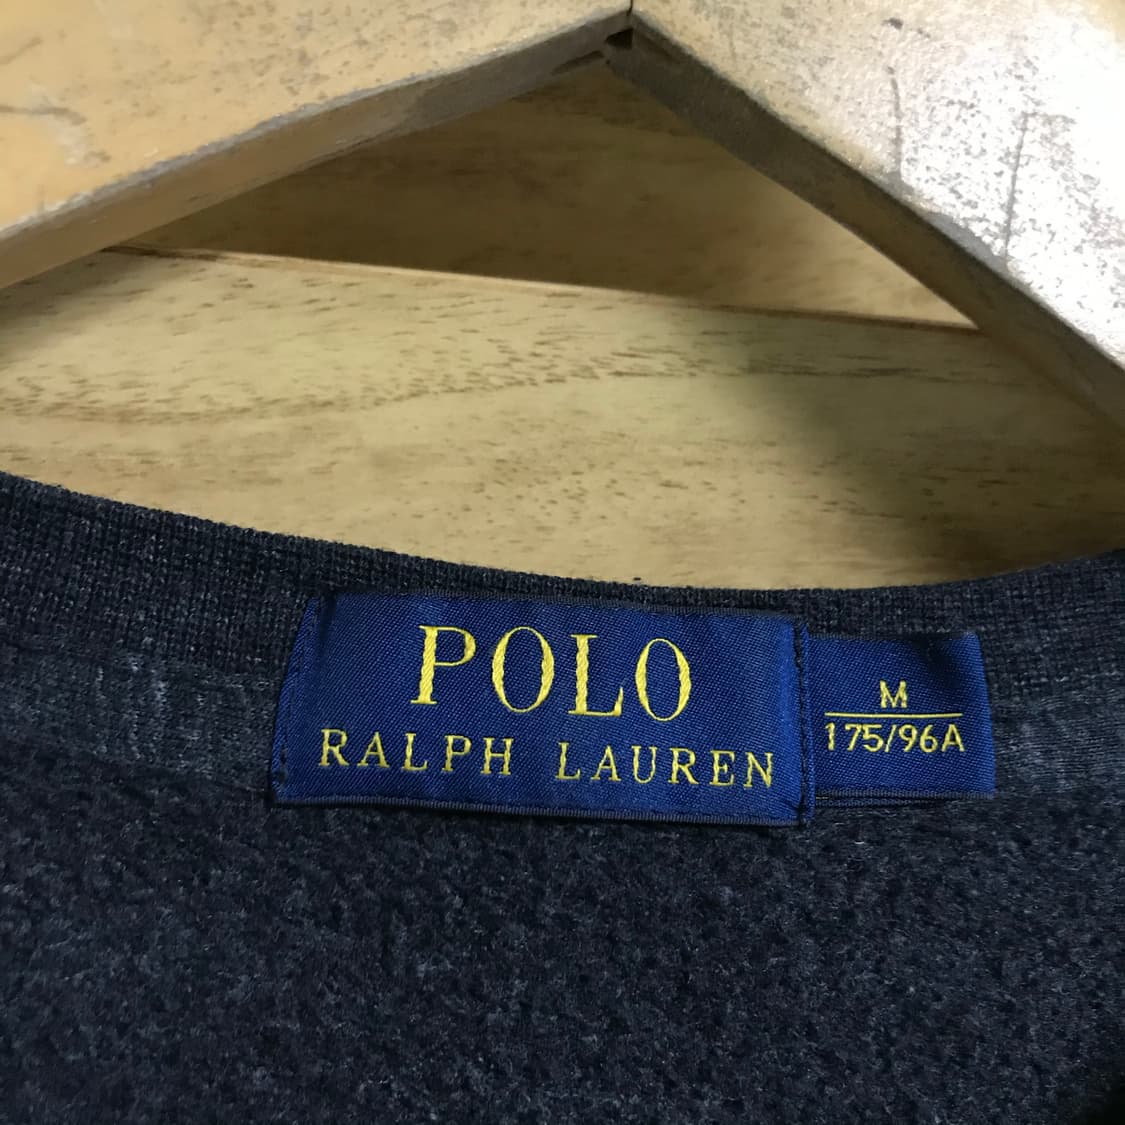 POLO
RALPH LAUREN
M
175/96A